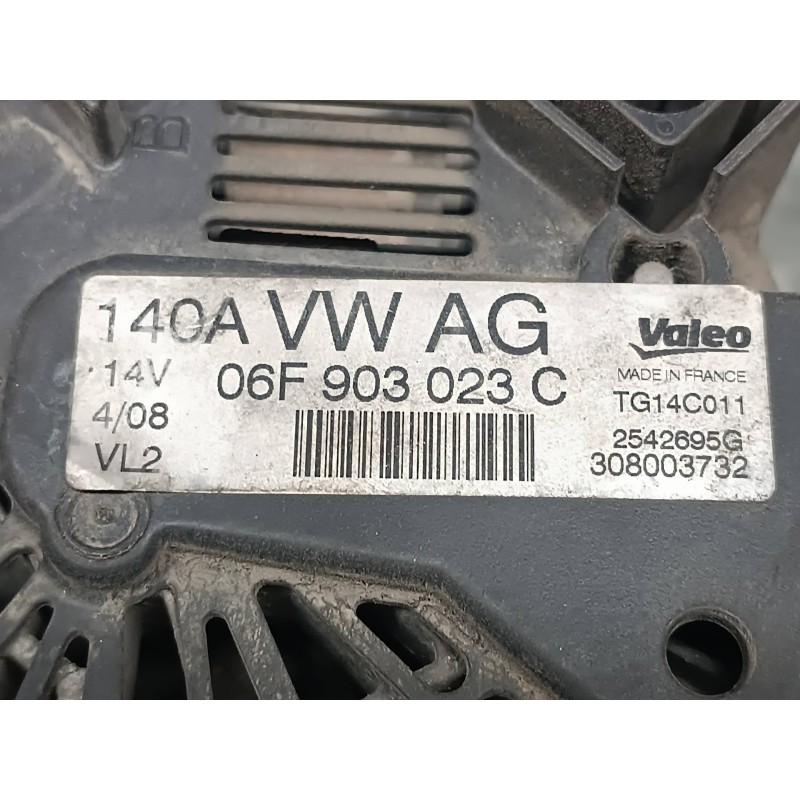 B
140A VW AG
Valeo
14V
06F 903 023 C
MADE IN FRANCE
4/08
TG14C011
VL2
2542695G
308003732